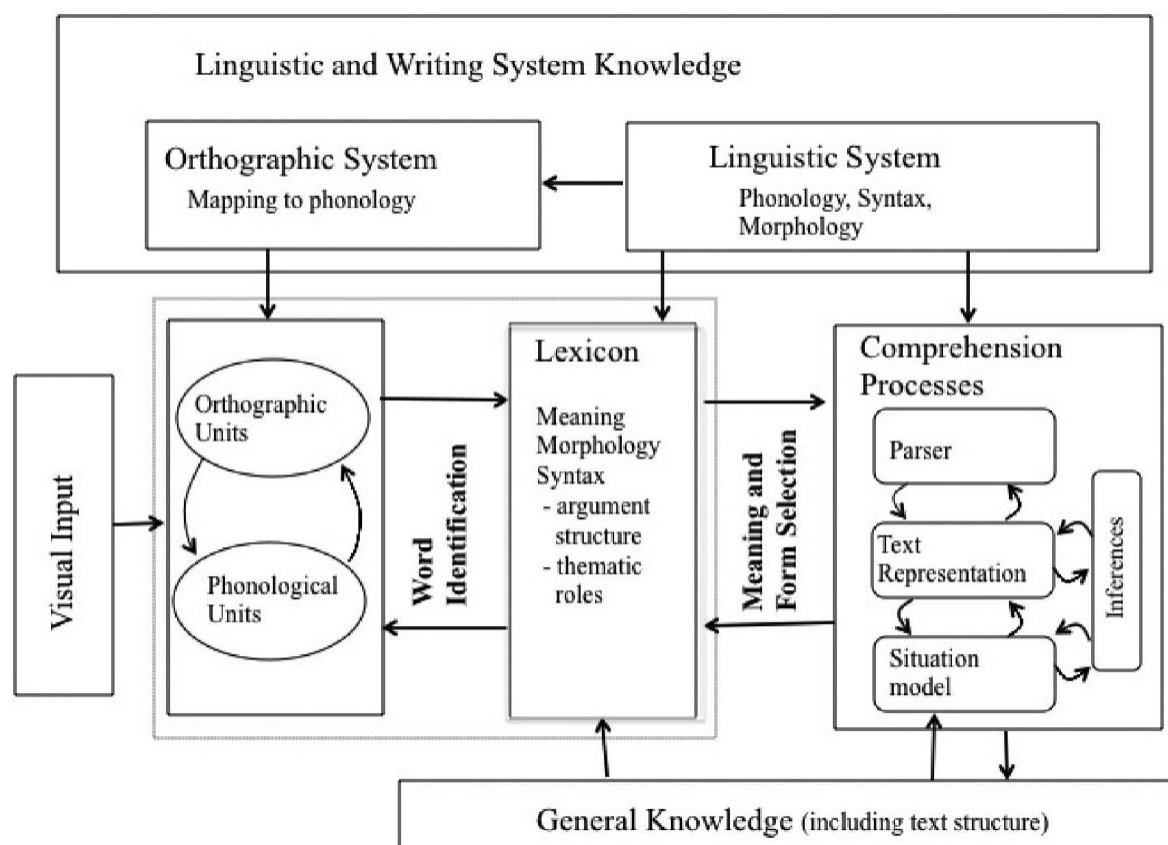 Linguistic and Writing System Knowledge
Orthographic System
Mapping to phonology
Linguistic System
Phonology, Syntax,
Morphology
Visual Input
Orthographic
Units
Phonological
Units
Word
Identification
Lexicon
Meaning
Morphology
Syntax
- argument
structure
- thematic
roles
Meaning and
Form Selection
Comprehension
Processes
Parser
Text
Representation
Situation
model
Inferences
General Knowledge (including text structure)